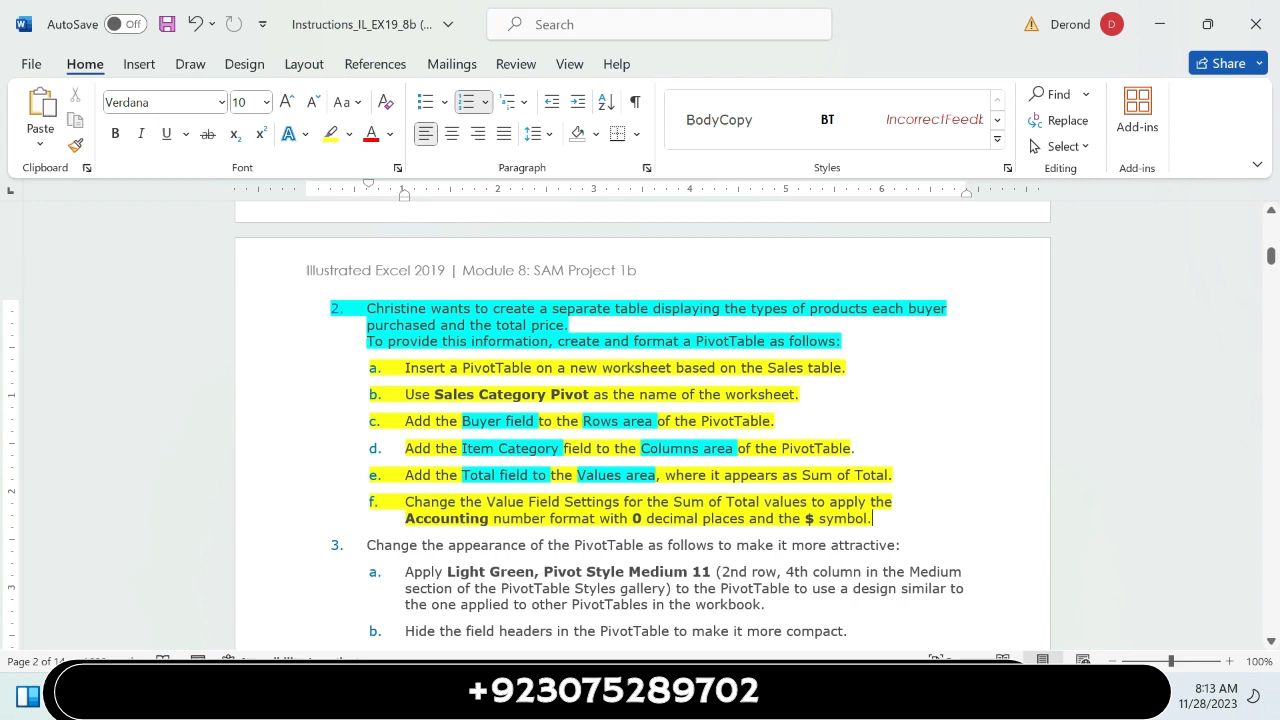 AutoSave Off Instructions_IL_EX19_8b (... Search Derond D
File Home Insert Draw Design Layout References Mailings Review View Help Share
Paste Verdana 10 Aa BodyCopy BT IncorrectFeedb Find Replace Select Add-ins
Clipboard Font Paragraph Styles Editing Add-ins
1 2 3 4 5 6
Illustrated Excel 2019 | Module 8: SAM Project 1b
2. Christine wants to create a separate table displaying the types of products each buyer
purchased and the total price.
To provide this information, create and format a PivotTable as follows:
a. Insert a PivotTable on a new worksheet based on the Sales table.
b. Use Sales Category Pivot as the name of the worksheet.
c. Add the Buyer field to the Rows area of the PivotTable.
d. Add the Item Category field to the Columns area of the PivotTable.
e. Add the Total field to the Values area, where it appears as Sum of Total.
f. Change the Value Field Settings for the Sum of Total values to apply the
Accounting number format with 0 decimal places and the $ symbol.
3. Change the appearance of the PivotTable as follows to make it more attractive:
a. Apply Light Green, Pivot Style Medium 11 (2nd row, 4th column in the Medium
section of the PivotTable Styles gallery) to the PivotTable to use a design similar to
the one applied to other PivotTables in the workbook.
b. Hide the field headers in the PivotTable to make it more compact.
Page 2 of 14 100%
+923075289702
8:13 AM
11/28/2023